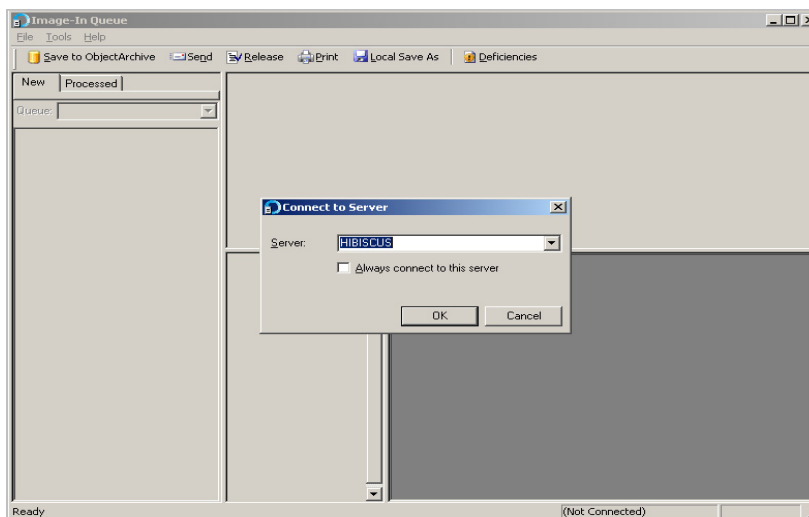 Image-In Queue
File Tools Help
Save to ObjectArchive Send Release Print Local Save As Deficiencies
New Processed
Queue:
Connect to Server
Server: HIBISCUS
Always connect to this server
OK Cancel
Ready (Not Connected)